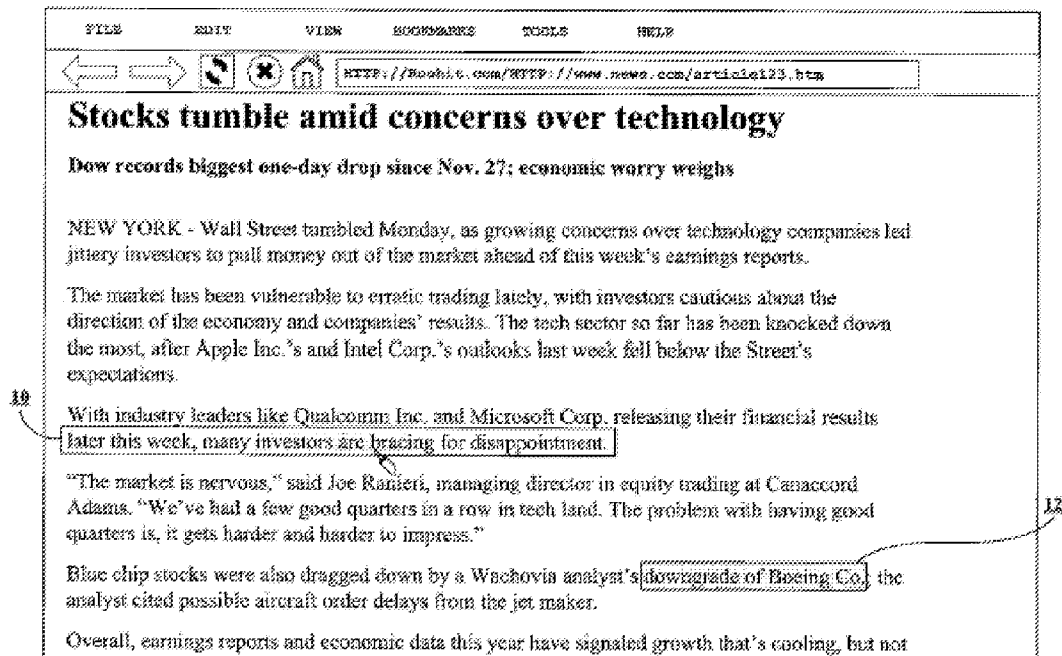 FILE EDIT VIEW BOOKMARKS TOOLS HELP
HTTP://Roohit.com/HTTP://www.news.com/article123.htm
Stocks tumble amid concerns over technology
Dow records biggest one-day drop since Nov. 27; economic worry weighs
NEW YORK - Wall Street tumbled Monday, as growing concerns over technology companies led
jittery investors to pull money out of the market ahead of this week's earnings reports.
The market has been vulnerable to erratic trading lately, with investors cautious about the
direction of the economy and companies' results. The tech sector so far has been knocked down
the most, after Apple Inc.'s and Intel Corp.'s outlooks last week fell below the Street's
expectations.
10
With industry leaders like Qualcomm Inc. and Microsoft Corp. releasing their financial results
later this week, many investors are bracing for disappointment.
"The market is nervous," said Joe Ranieri, managing director in equity trading at Canaccord
Adams. "We've had a few good quarters in a row in tech land. The problem with having good
quarters is, it gets harder and harder to impress."
12
Blue chip stocks were also dragged down by a Wachovia analyst's downgrade of Boeing Co.; the
analyst cited possible aircraft order delays from the jet maker.
Overall, earnings reports and economic data this year have signaled growth that's cooling, but not